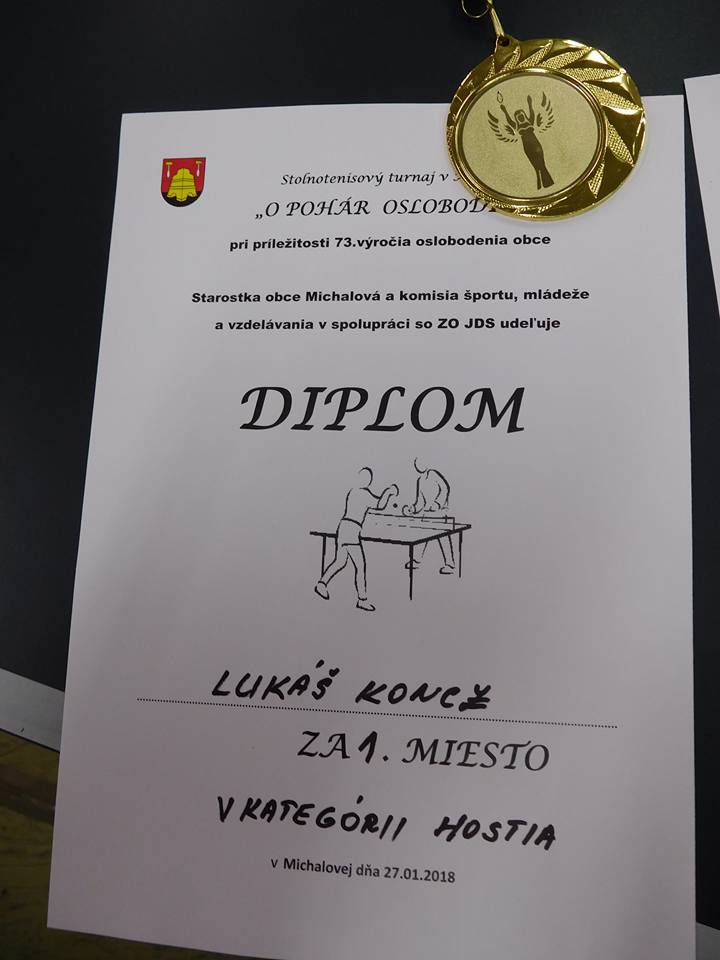 Stolnotenisový turnaj v
„O POHÁR
pri príležitosti 73.výročia oslobodenia obce
Starostka obce Michalová a komisia športu, mládeže
a vzdelávania v spolupráci so ZO JDS udeľuje
DIPLOM
LUKÁŠ KONCZ
ZA 1. MIESTO
V KATEGÓRII HOSTIA
v Michalovej dňa 27.01.2018